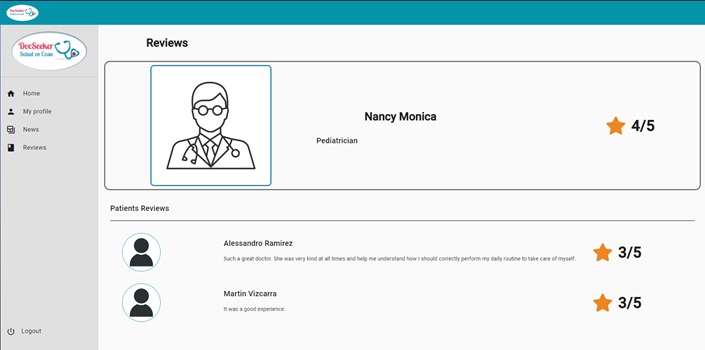 DocSeeker
Salud en Casa
DocSeeker
Salud en Casa
Home
My profile
News
Reviews
Logout
Reviews
Nancy Monica
Pediatrician
4/5
Patients Reviews
Alessandro Ramirez
Such a great doctor. She was very kind at all times and help me understand how I should correctly perform my daily routine to take care of myself.
3/5
Martin Vizcarra
It was a good experience.
3/5